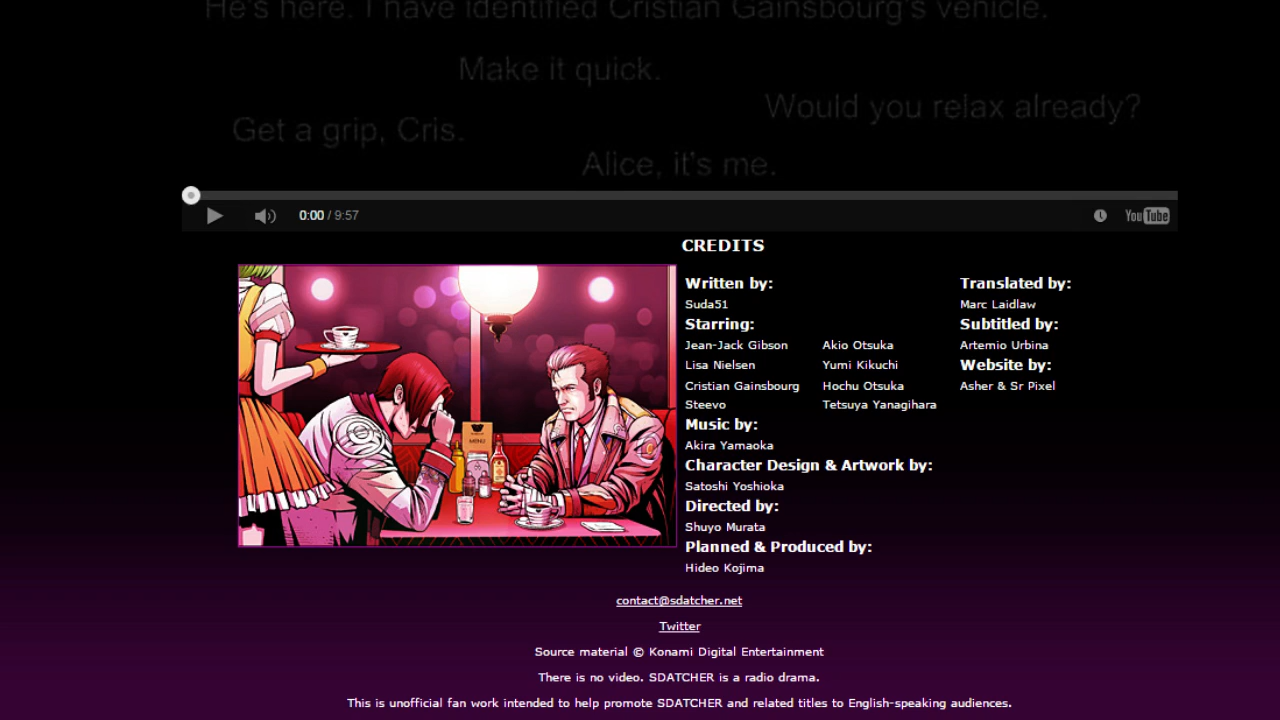 He's here. I have identified Cristian Gainsbourg's vehicle.
Make it quick.
Would you relax already?
Get a grip, Cris.
Alice, it's me.
0:00 / 9:57
YouTube
CREDITS
Written by:
Suda51
Starring:
Jean-Jack Gibson Akio Otsuka
Lisa Nielsen Yumi Kikuchi
Cristian Gainsbourg Hochu Otsuka
Steevo Tetsuya Yanagihara
Music by:
Akira Yamaoka
Character Design & Artwork by:
Satoshi Yoshioka
Directed by:
Shuyo Murata
Planned & Produced by:
Hideo Kojima
Translated by:
Marc Laidlaw
Subtitled by:
Artemio Urbina
Website by:
Asher & Sr Pixel
MENU
contact@sdatcher.net
Twitter
Source material © Konami Digital Entertainment
There is no video. SDATCHER is a radio drama.
This is unofficial fan work intended to help promote SDATCHER and related titles to English-speaking audiences.